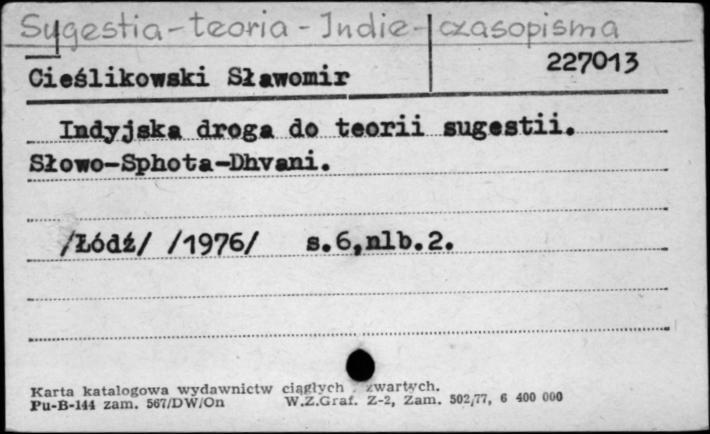 Sugestia-teoria-Indie-czasopisma
227013
Cieślikowski Sławomir
Indyjska droga do teorii sugestii.
Słowo-Sphota-Dhvani.
/Łódź/ /1976/ s.6,nlb.2.
Karta katalogowa wydawnictw ciągłych zwartych.
Pu-B-144 zam. 567/DW/On W.Z.Graf. Z-2, Zam. 502/77, 6 400 000